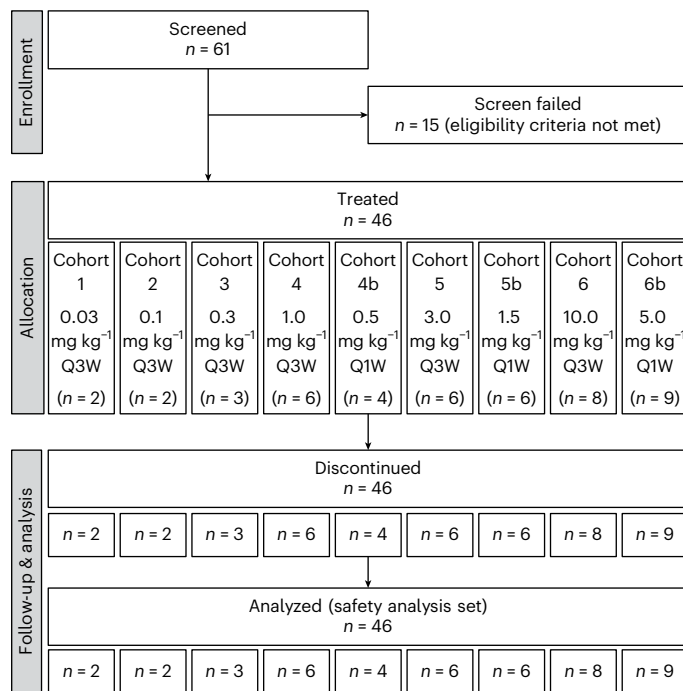 Enrollment
Screened
n = 61
Screen failed
n = 15 (eligibility criteria not met)
Allocation
Treated
n = 46
Cohort
1
0.03
mg kg⁻¹
Q3W
(n = 2)
Cohort
2
0.1
mg kg⁻¹
Q3W
(n = 2)
Cohort
3
0.3
mg kg⁻¹
Q3W
(n = 3)
Cohort
4
1.0
mg kg⁻¹
Q3W
(n = 6)
Cohort
4b
0.5
mg kg⁻¹
Q1W
(n = 4)
Cohort
5
3.0
mg kg⁻¹
Q3W
(n = 6)
Cohort
5b
1.5
mg kg⁻¹
Q1W
(n = 6)
Cohort
6
10.0
mg kg⁻¹
Q3W
(n = 8)
Cohort
6b
5.0
mg kg⁻¹
Q1W
(n = 9)
Follow-up & analysis
Discontinued
n = 46
n = 2
n = 2
n = 3
n = 6
n = 4
n = 6
n = 6
n = 8
n = 9
Analyzed (safety analysis set)
n = 46
n = 2
n = 2
n = 3
n = 6
n = 4
n = 6
n = 6
n = 8
n = 9